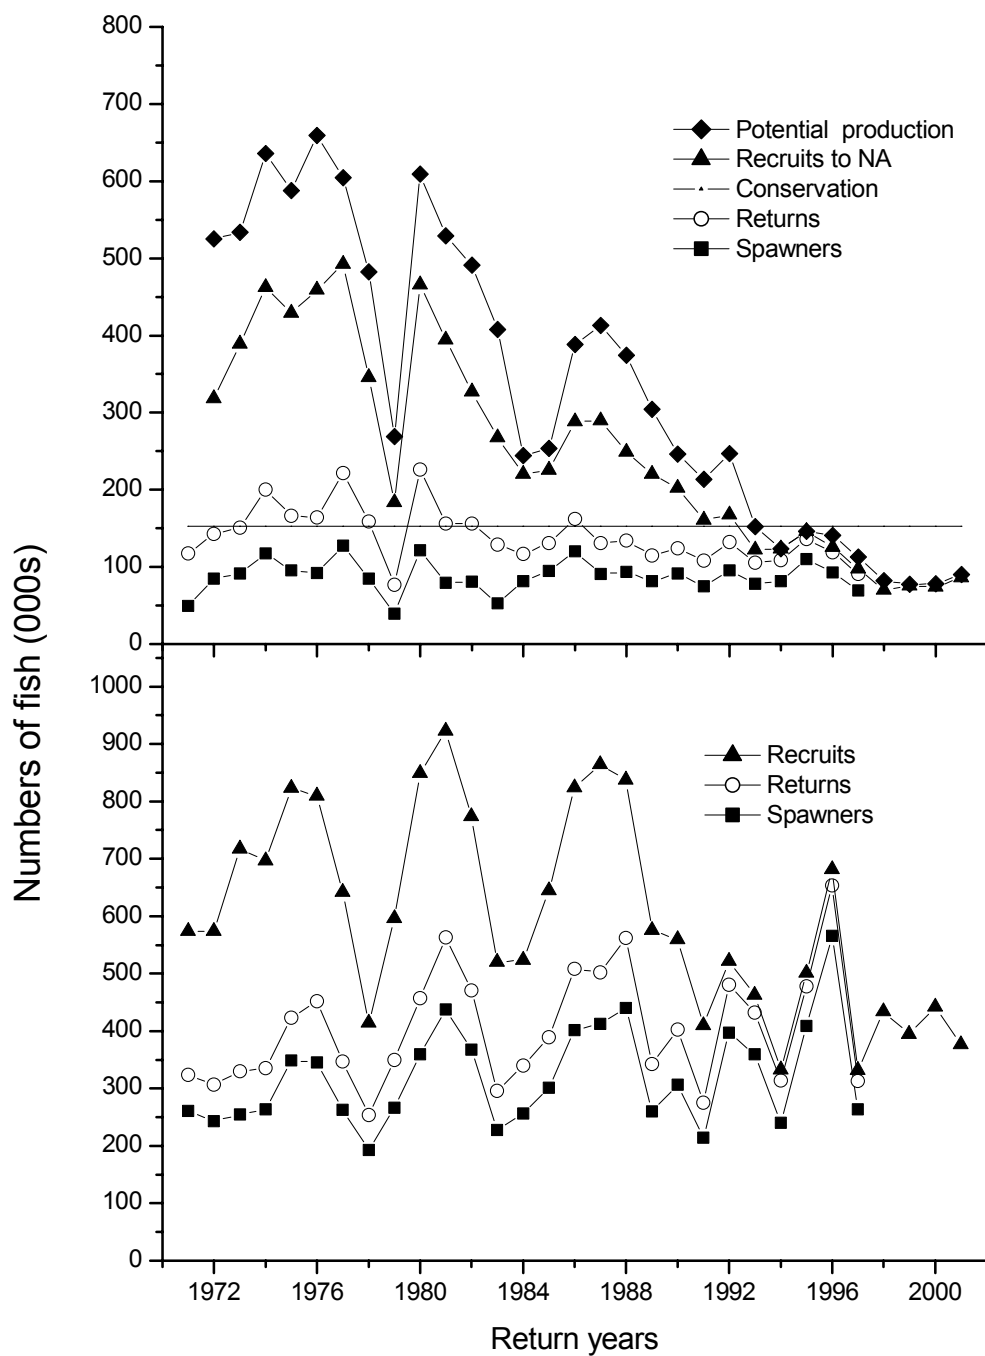 800
700
600
500
400
300
200
100
0
Potential production
Recruits to NA
Conservation
Returns
Spawners
Numbers of fish (000s)
1000
900
800
700
600
500
400
300
200
100
0
Recruits
Returns
Spawners
1972 1976 1980 1984 1988 1992 1996 2000
Return years